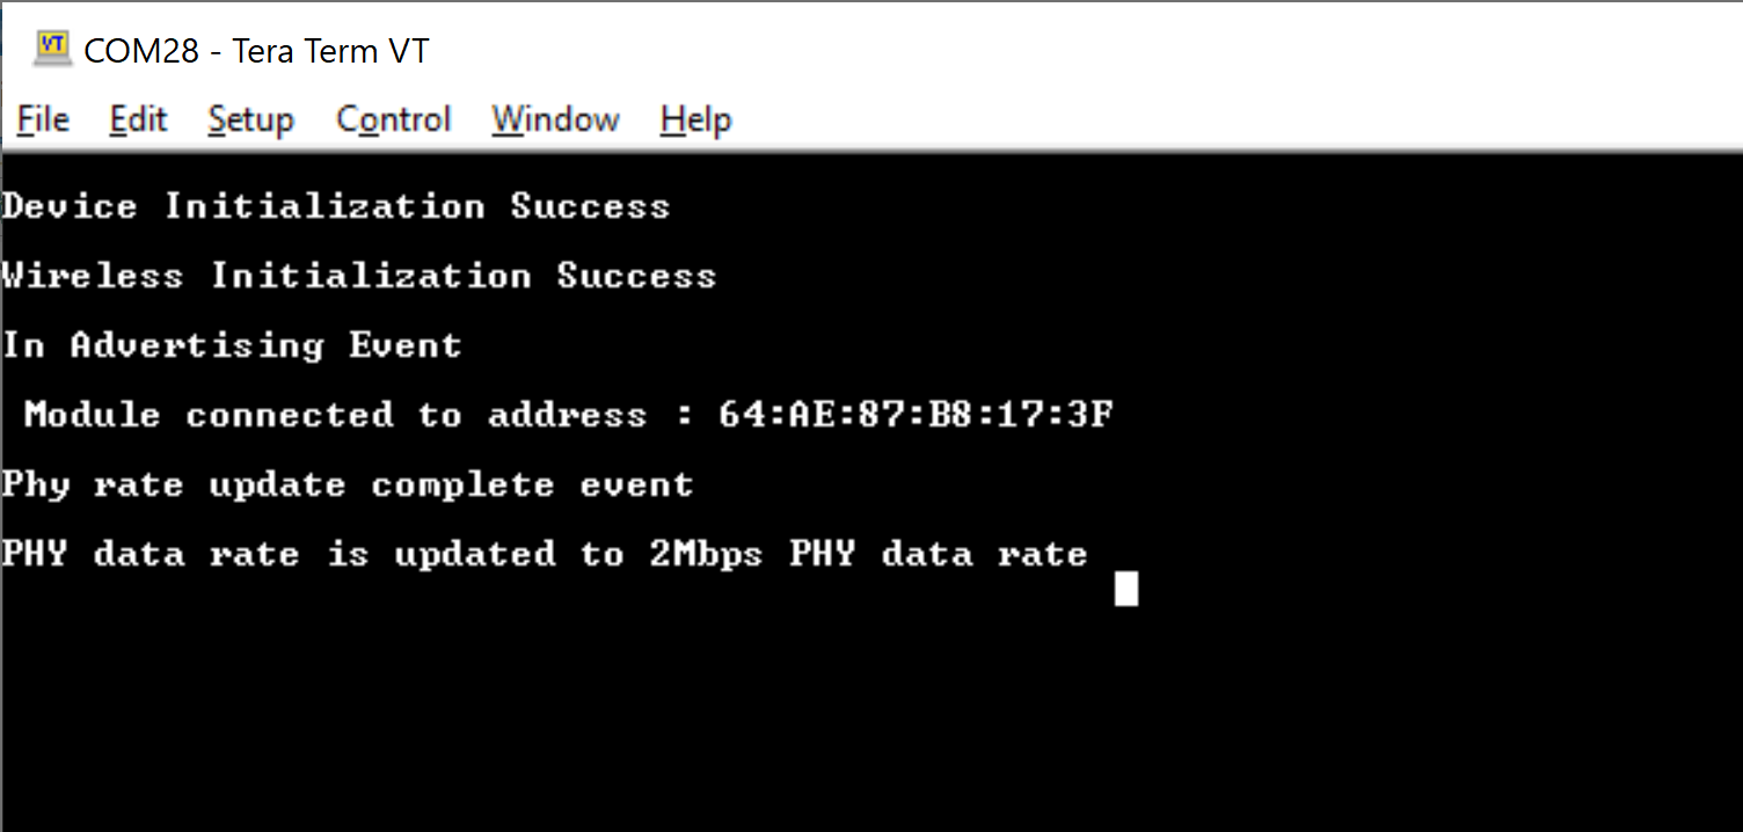 VT
COM28 - Tera Term VT
File Edit Setup Control Window Help
Device Initialization Success
Wireless Initialization Success
In Advertising Event
Module connected to address : 64:AE:87:B8:17:3F
Phy rate update complete event
PHY data rate is updated to 2Mbps PHY data rate